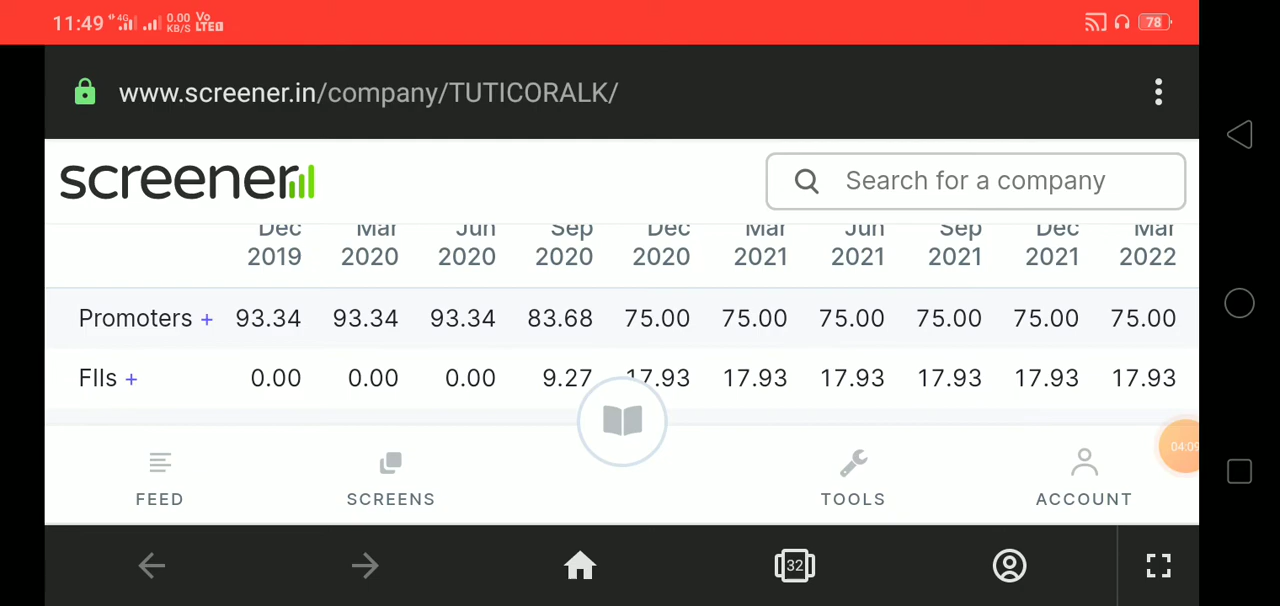 11:49 4G 0.00 KB/S Vo LTE 1 78
www.screener.in/company/TUTICORALK/
screener Search for a company
Dec Mar Jun Sep Dec Mar Jun Sep Dec Mar
2019 2020 2020 2020 2020 2021 2021 2021 2021 2022
Promoters + 93.34 93.34 93.34 83.68 75.00 75.00 75.00 75.00 75.00 75.00
FIIs + 0.00 0.00 0.00 9.27 17.93 17.93 17.93 17.93 17.93 17.93
04:09
FEED SCREENS TOOLS ACCOUNT
32